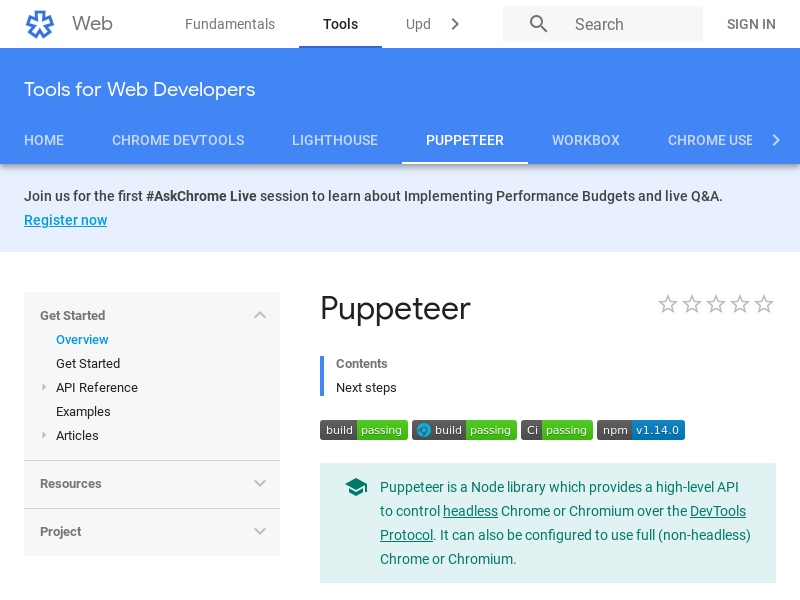 Web
Fundamentals
Tools
Upd
Search
SIGN IN
Tools for Web Developers
HOME
CHROME DEVTOOLS
LIGHTHOUSE
PUPPETEER
WORKBOX
CHROME USE
Join us for the first #AskChrome Live session to learn about Implementing Performance Budgets and live Q&A.
Register now
Get Started
Overview
Get Started
API Reference
Examples
Articles
Resources
Project
Puppeteer
Contents
Next steps
build passing
build passing
Ci passing
npm v1.14.0
Puppeteer is a Node library which provides a high-level API
to control headless Chrome or Chromium over the DevTools
Protocol. It can also be configured to use full (non-headless)
Chrome or Chromium.